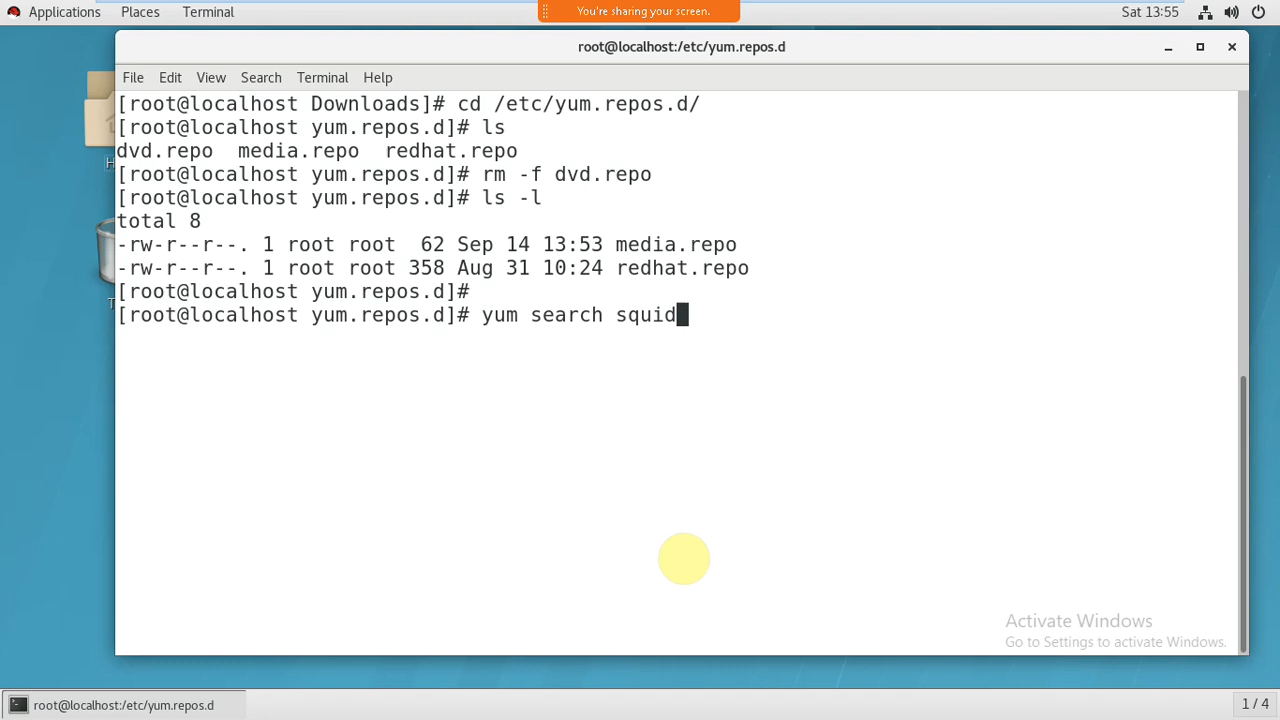 Applications Places Terminal
You're sharing your screen.
Sat 13:55
root@localhost:/etc/yum.repos.d
File Edit View Search Terminal Help
[root@localhost Downloads]# cd /etc/yum.repos.d/
[root@localhost yum.repos.d]# ls
dvd.repo  media.repo  redhat.repo
[root@localhost yum.repos.d]# rm -f dvd.repo
[root@localhost yum.repos.d]# ls -l
total 8
-rw-r--r--. 1 root root  62 Sep 14 13:53 media.repo
-rw-r--r--. 1 root root 358 Aug 31 10:24 redhat.repo
[root@localhost yum.repos.d]#
[root@localhost yum.repos.d]# yum search squid
Activate Windows
Go to Settings to activate Windows.
root@localhost:/etc/yum.repos.d
1 / 4